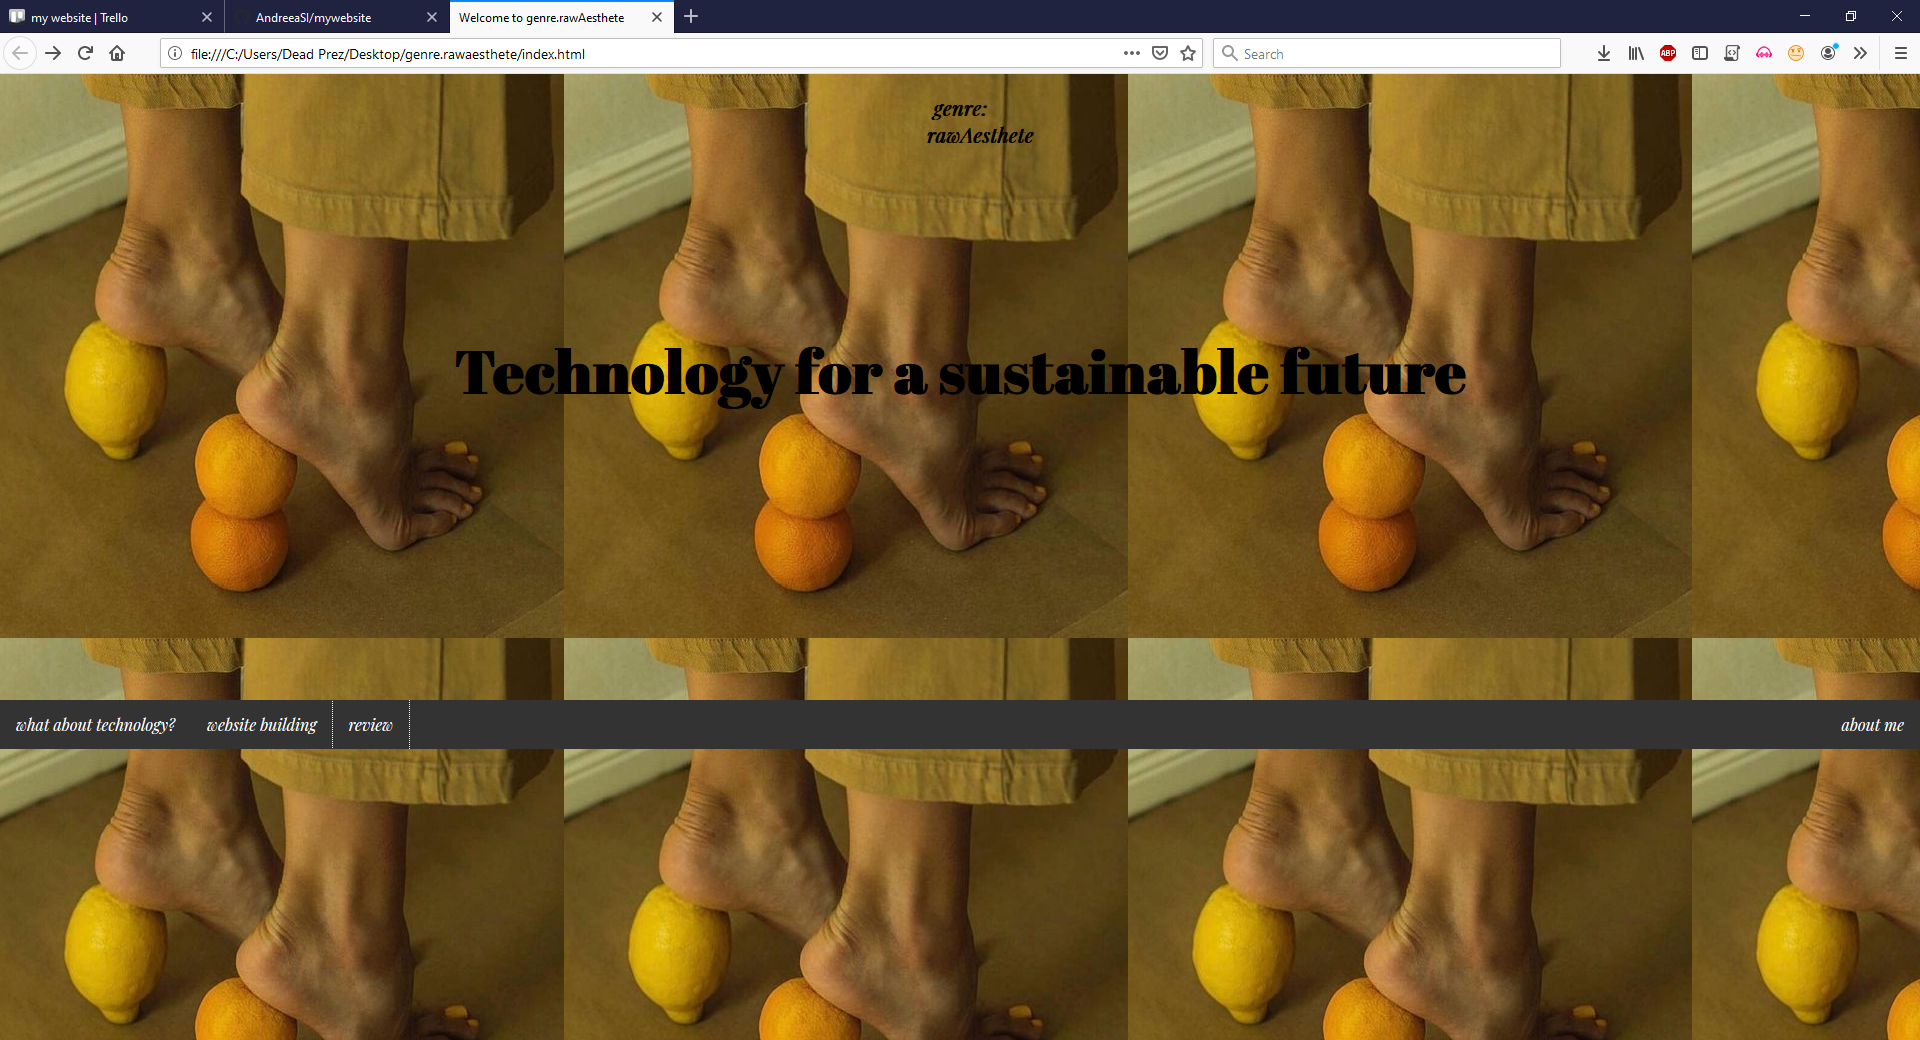 my website | Trello
AndreeaSl/mywebsite
Welcome to genre.rawAesthete
file:///C:/Users/Dead Prez/Desktop/genre.rawaesthete/index.html
Search
ABP
genre:
rawAesthete
Technology for a sustainable future
what about technology? website building review about me